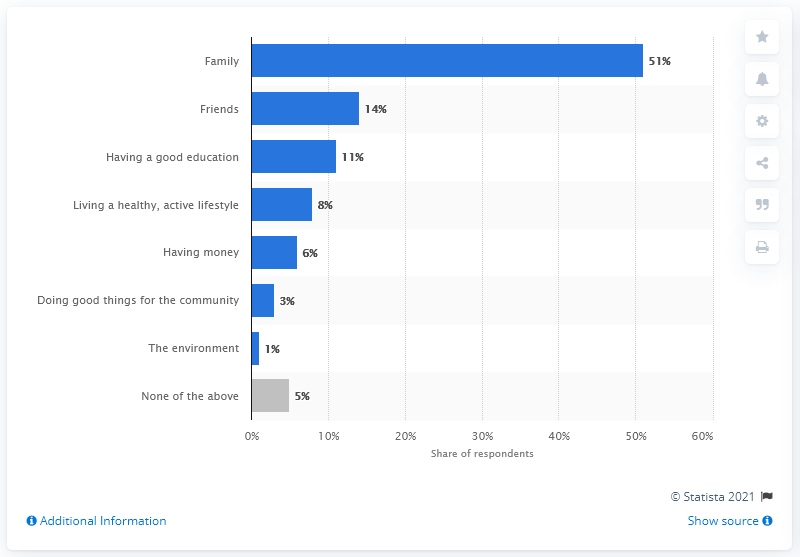 Family 51%
Friends 14%
Having a good education 11%
Living a healthy, active lifestyle 8%
Having money 6%
Doing good things for the community 3%
The environment 1%
None of the above 5%
0% 10% 20% 30% 40% 50% 60%
Share of respondents
© Statista 2021
Additional Information Show source